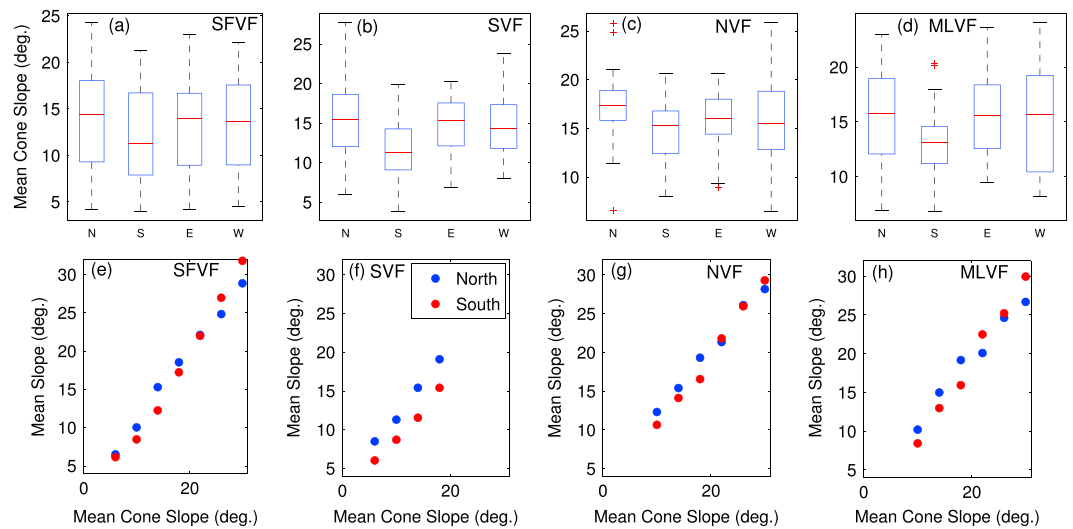 (a) SFVF
25
20
15
10
5
Mean Cone Slope (deg.)
N S E W
(b) SVF
25
20
15
10
5
N S E W
(c) NVF
25
20
15
10
N S E W
(d) MLVF
20
15
10
N S E W
(e) SFVF
30
25
20
15
10
5
Mean Slope (deg.)
0 20
Mean Cone Slope (deg.)
(f) SVF
North
South
30
25
20
15
10
5
Mean Slope (deg.)
0 20
Mean Cone Slope (deg.)
(g) NVF
30
25
20
15
10
5
Mean Slope (deg.)
0 20
Mean Cone Slope (deg.)
(h) MLVF
30
25
20
15
10
5
Mean Slope (deg.)
0 20
Mean Cone Slope (deg.)